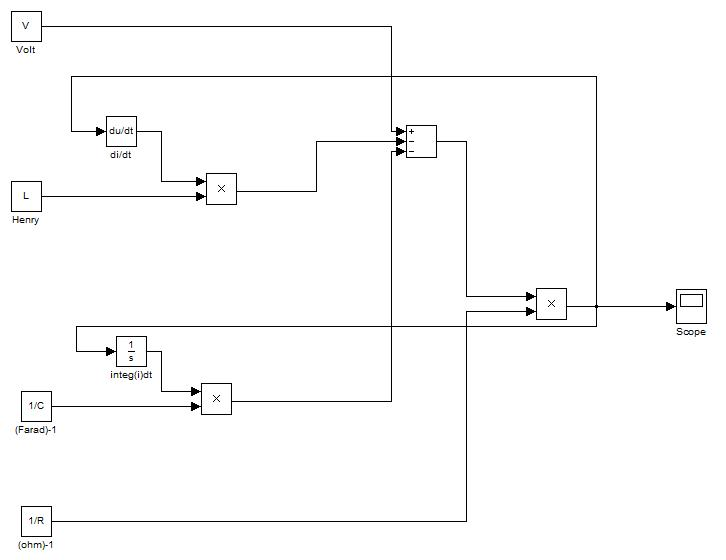 V
Volt
du/dt
di/dt
+
−
−
×
L
Henry
×
Scope
1
s
integ(i)dt
×
1/C
(Farad)-1
1/R
(ohm)-1